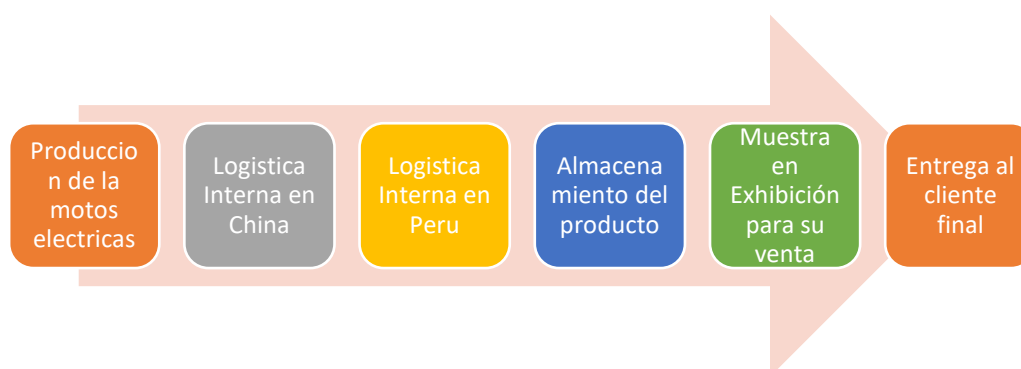 Produccio
n de la
motos
electricas
Logistica
Interna en
China
Logistica
Interna en
Peru
Almacena
miento del
producto
Muestra
en
Exhibición
para su
venta
Entrega al
cliente
final